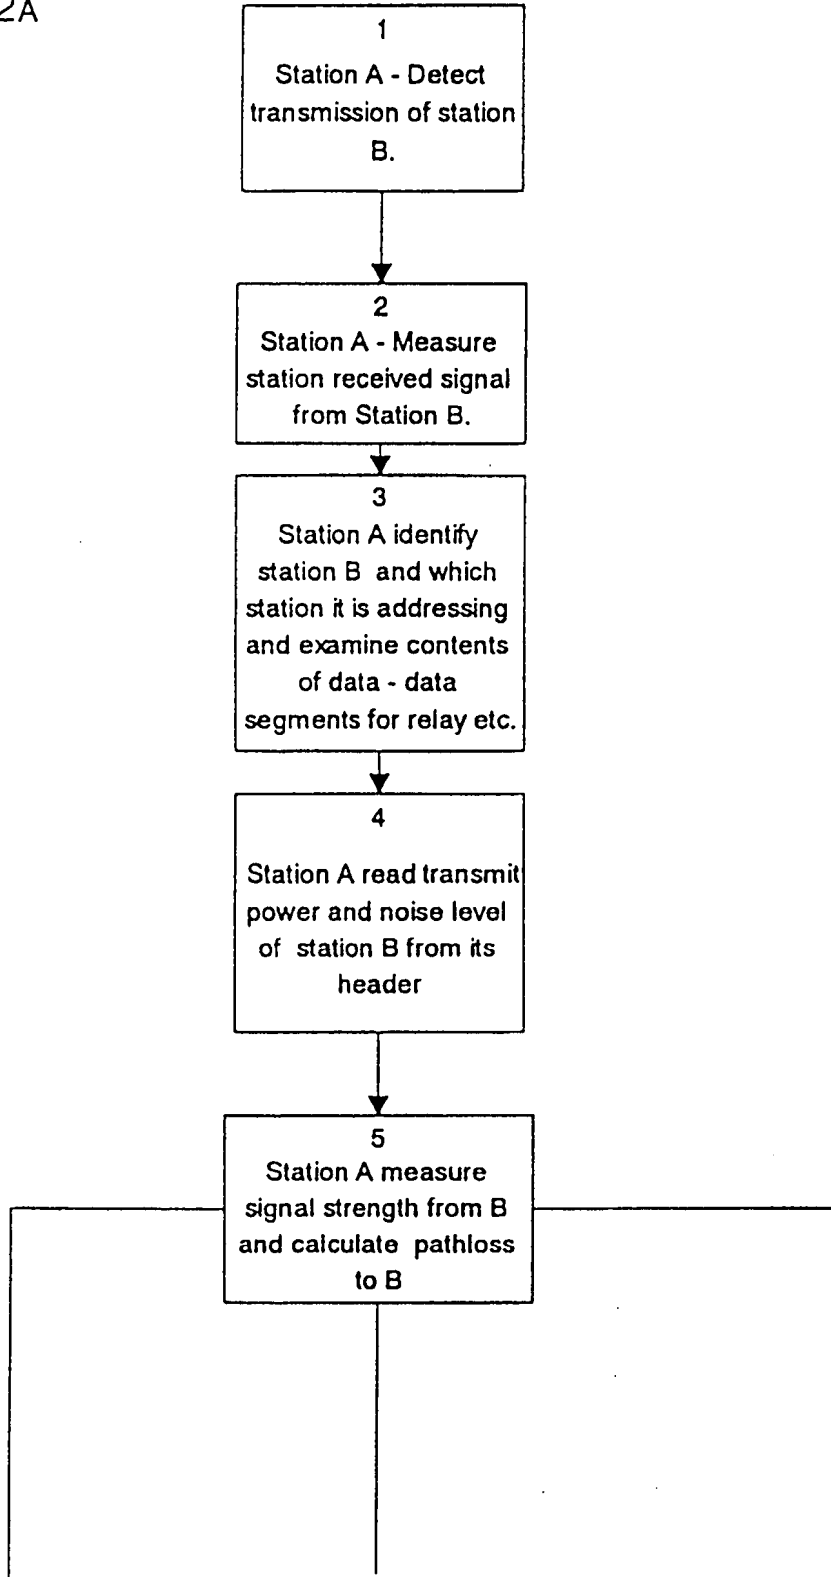 2A
1
Station A - Detect
transmission of station
B.
2
Station A - Measure
station received signal
from Station B.
3
Station A identify
station B and which
station it is addressing
and examine contents
of data - data
segments for relay etc.
4
Station A read transmit
power and noise level
of station B from its
header
5
Station A measure
signal strength from B
and calculate pathloss
to B